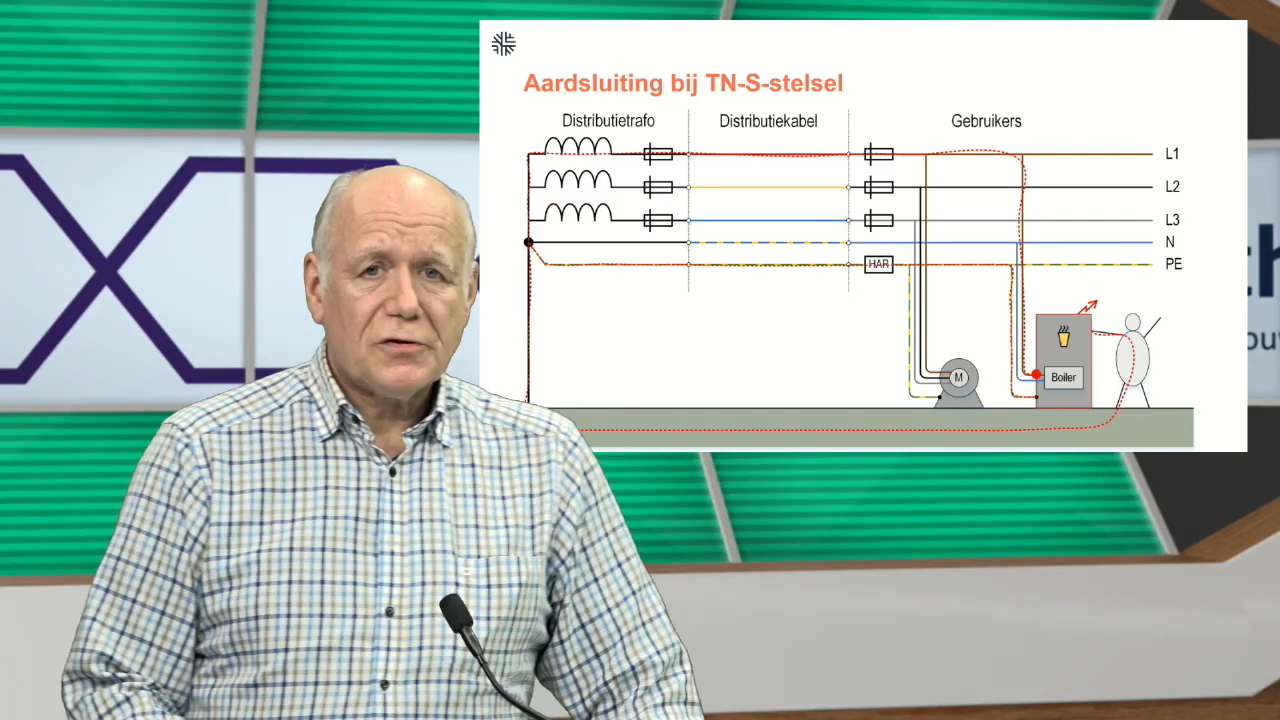 Aardsluiting bij TN-S-stelsel
Distributietrafo Distributiekabel Gebruikers
L1
L2
L3
N
PE
HAR
M
Boiler